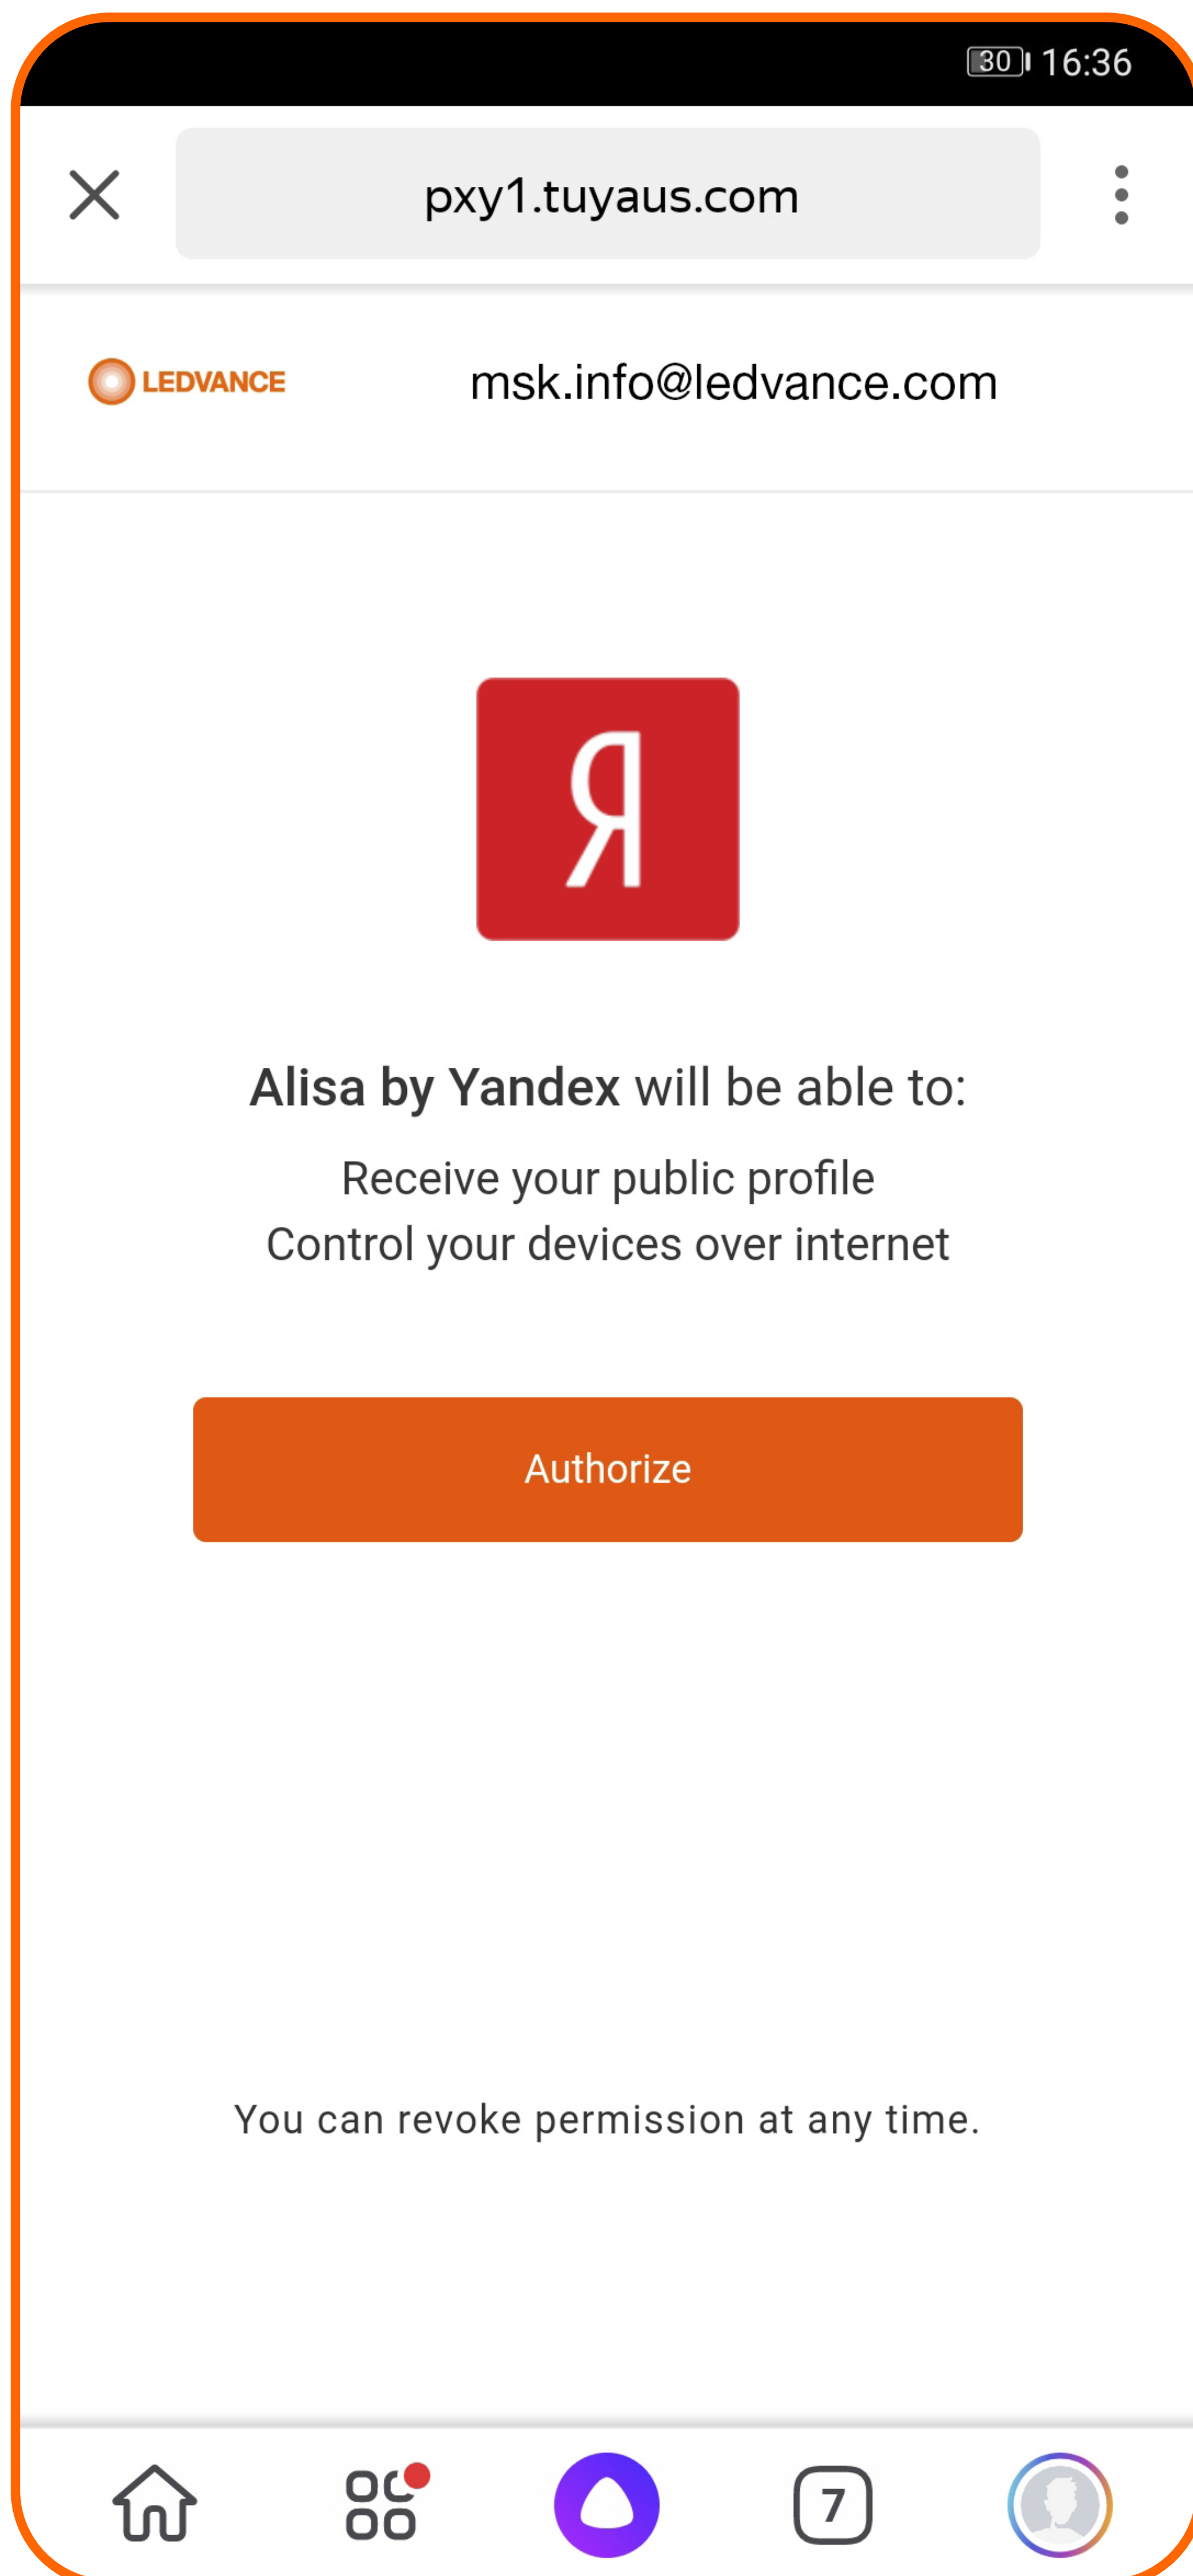 30 16:36
pxy1.tuyaus.com
LEDVANCE msk.info@ledvance.com
Я
Alisa by Yandex will be able to:
Receive your public profile
Control your devices over internet
Authorize
You can revoke permission at any time.
7